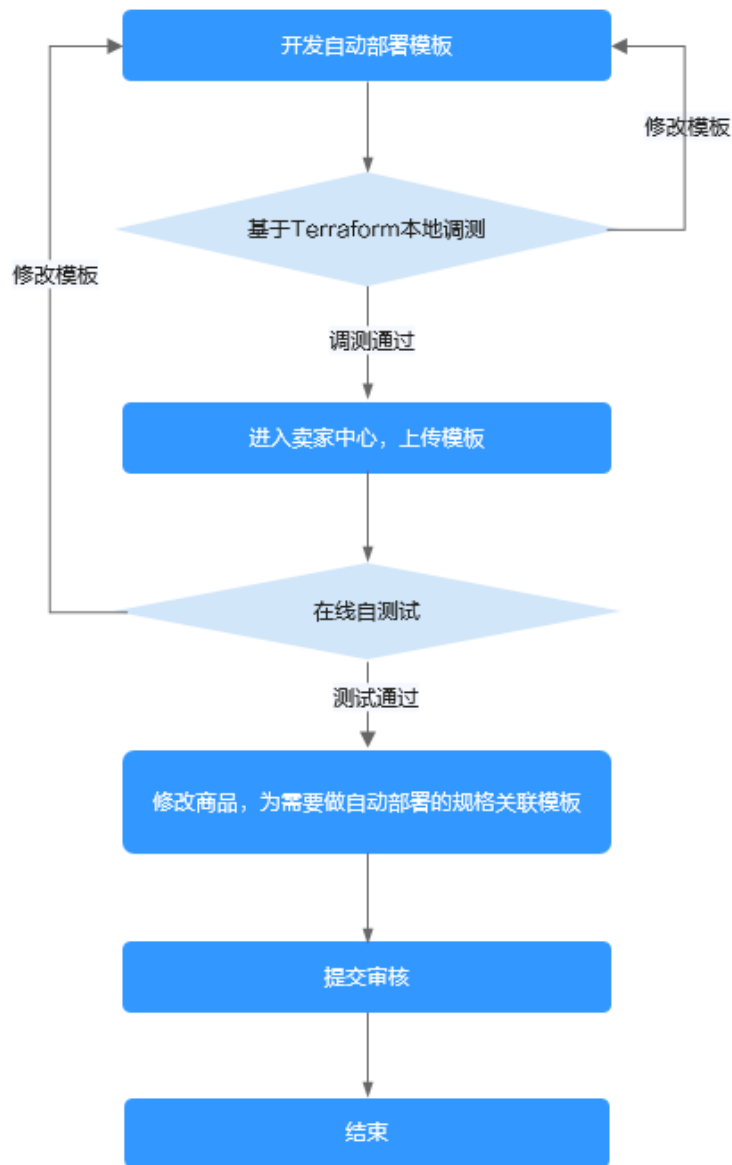 开发自动部署模板
修改模板
基于Terraform本地调测
修改模板
调测通过
进入卖家中心，上传模板
在线自测试
测试通过
修改商品，为需要做自动部署的规格关联模板
提交审核
结束